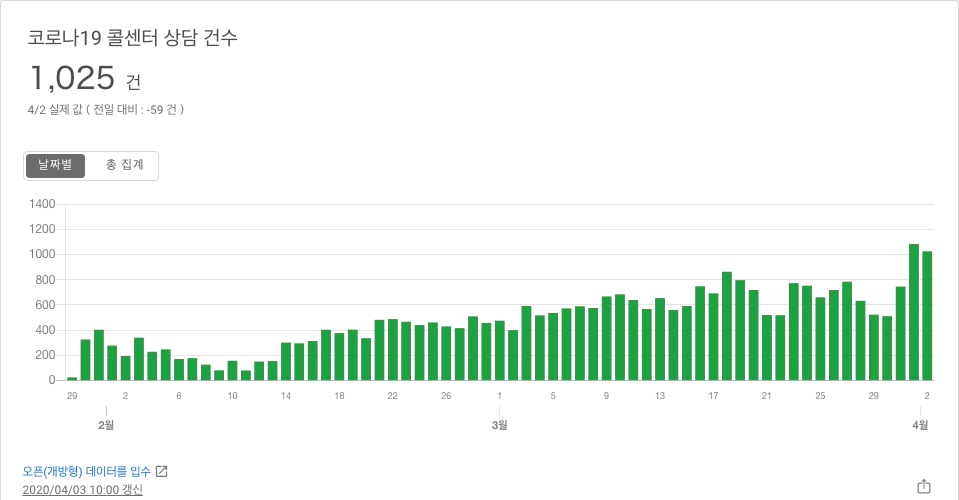 코로나19 콜센터 상담 건수
1,025 건
4/2 실제 값 ( 전일 대비 : -59 건 )
날짜별 총 집계
1400
1200
1000
800
600
400
200
0
29 2 6 10 14 18 22 26 1 5 9 13 17 21 25 29 2
2월 3월 4월
오픈(개방형) 데이터를 입수
2020/04/03 10:00 갱신